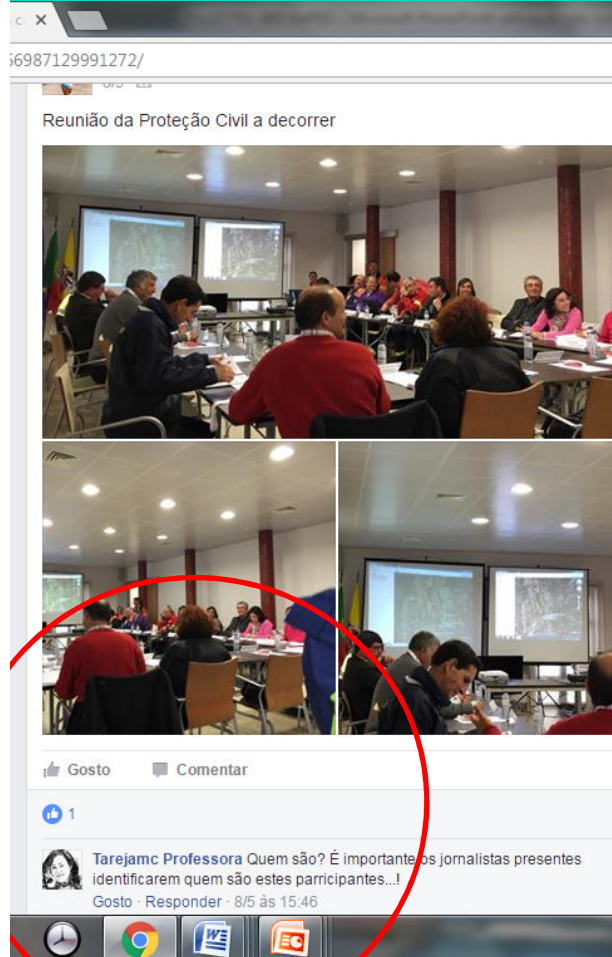 56987129991272/
Reunião da Proteção Civil a decorrer
Gosto Comentar
1
Tarejamc Professora Quem são? É importante os jornalistas presentes
identificarem quem são estes parricipantes...!
Gosto · Responder · 8/5 às 15:46